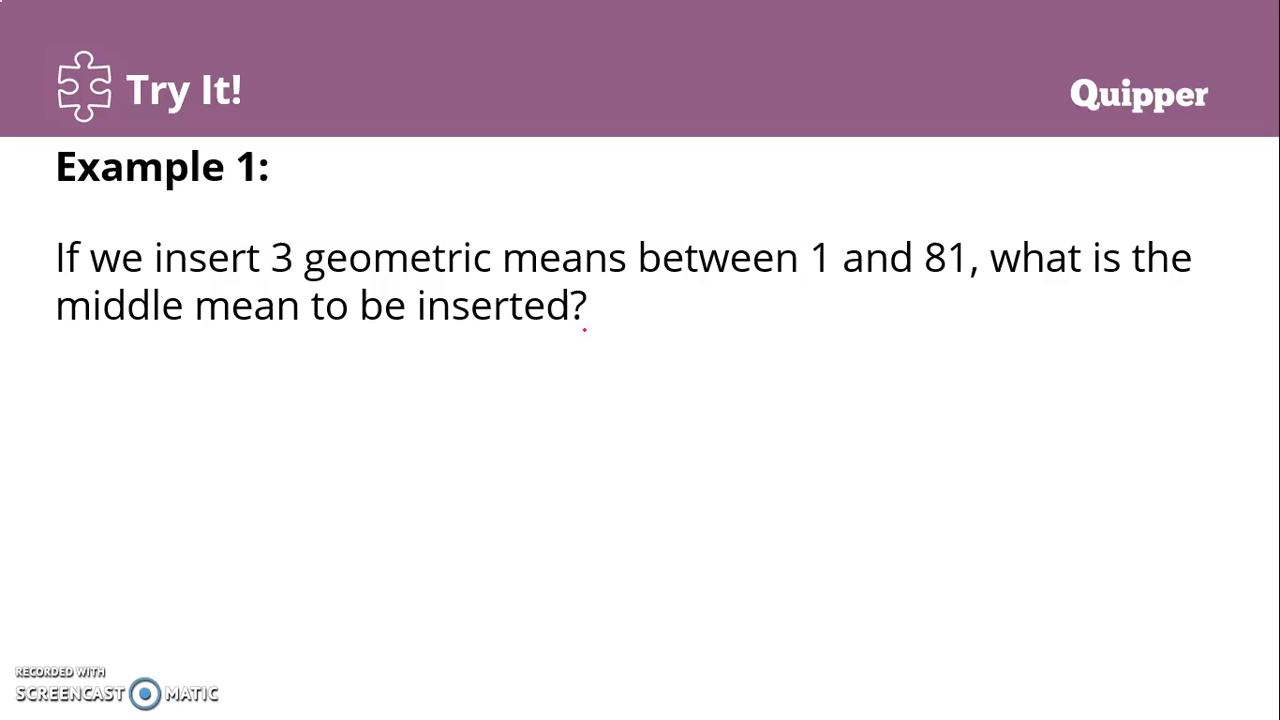 Try It!
Quipper
Example 1:
If we insert 3 geometric means between 1 and 81, what is the
middle mean to be inserted?
RECORDED WITH
SCREENCAST MATIC